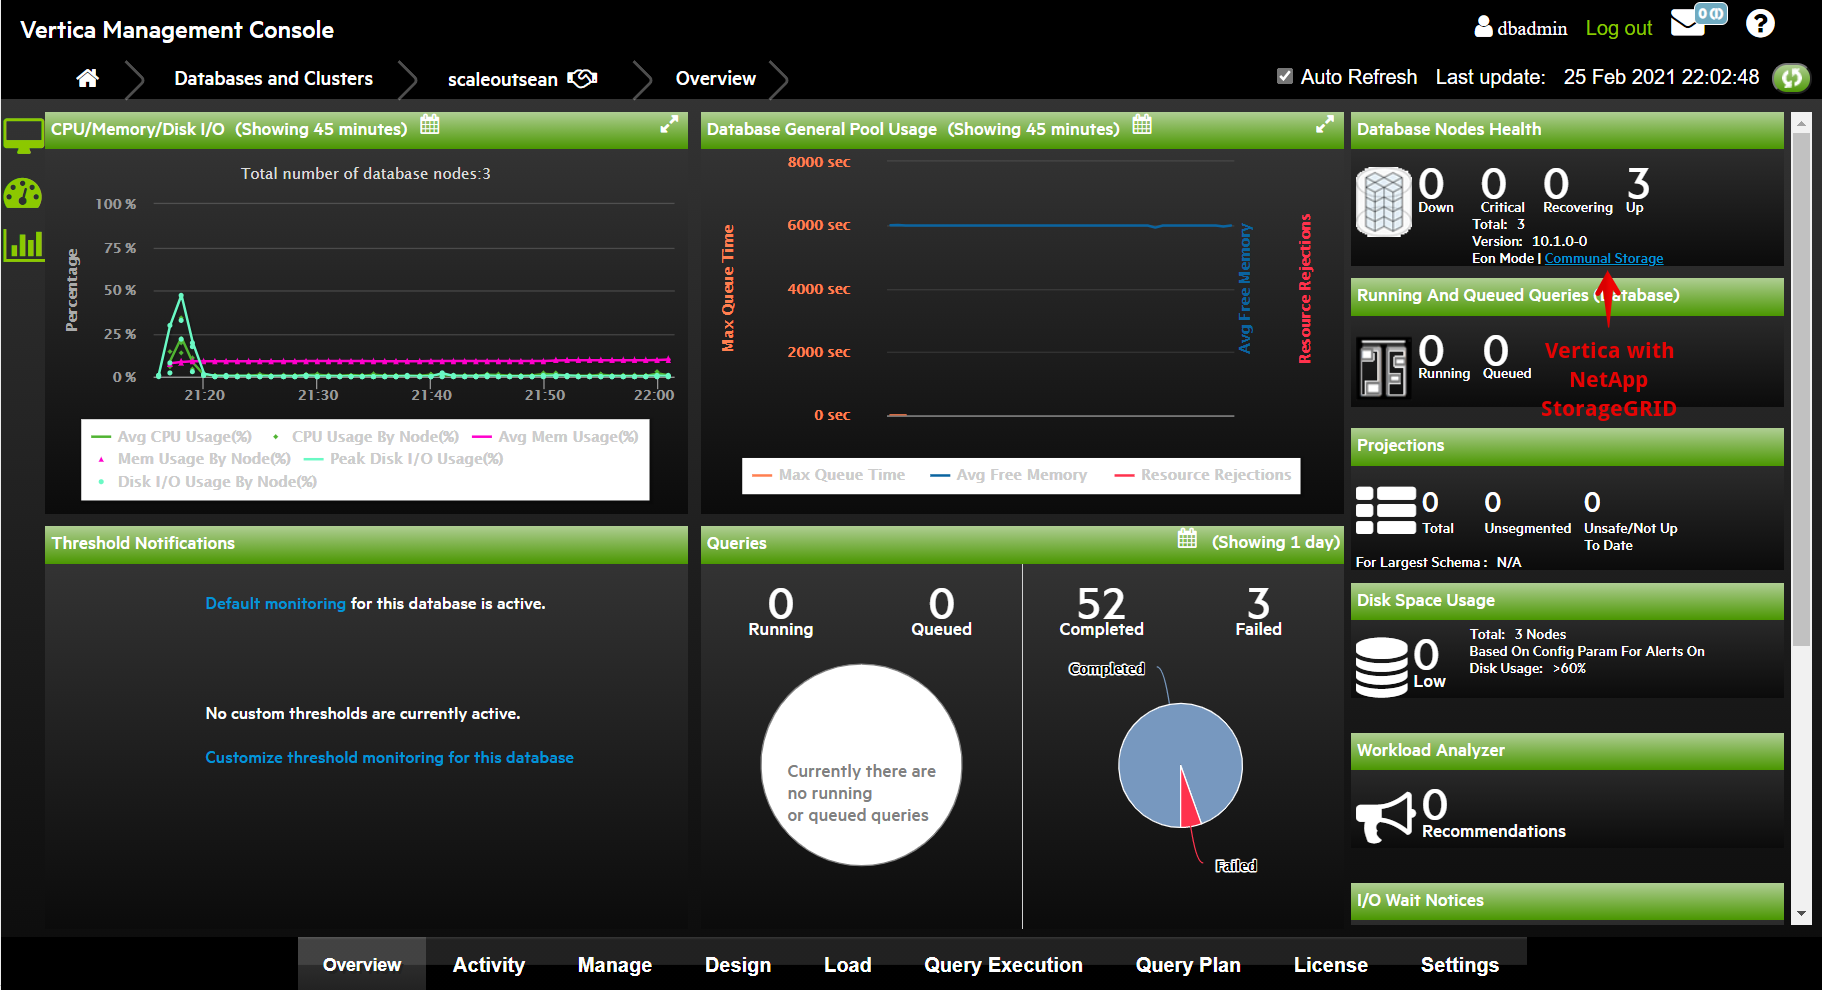 Vertica Management Console
dbadmin
Log out
Databases and Clusters
scaleoutsean
Overview
Auto Refresh
Last update: 25 Feb 2021 22:02:48
CPU/Memory/Disk I/O (Showing 45 minutes)
Total number of database nodes:3
Percentage
100 %
75 %
50 %
25 %
0 %
21:20 21:30 21:40 21:50 22:00
Avg CPU Usage(%) CPU Usage By Node(%) Avg Mem Usage(%)
Mem Usage By Node(%) Peak Disk I/O Usage(%)
Disk I/O Usage By Node(%)
Database General Pool Usage (Showing 45 minutes)
Max Queue Time
8000 sec
6000 sec
4000 sec
2000 sec
0 sec
Avg Free Memory
Resource Rejections
Max Queue Time Avg Free Memory Resource Rejections
Database Nodes Health
0 0 0 3
Down Critical Recovering Up
Total: 3
Version: 10.1.0-0
Eon Mode | Communal Storage
Running And Queued Queries (Database)
0 0
Running Queued
Vertica with
NetApp
StorageGRID
Projections
0 0 0
Total Unsegmented Unsafe/Not Up
To Date
For Largest Schema : N/A
Disk Space Usage
0
Low
Total: 3 Nodes
Based On Config Param For Alerts On
Disk Usage: >60%
Workload Analyzer
0
Recommendations
I/O Wait Notices
Threshold Notifications
Default monitoring for this database is active.
No custom thresholds are currently active.
Customize threshold monitoring for this database
Queries (Showing 1 day)
0 0 52 3
Running Queued Completed Failed
Currently there are
no running
or queued queries
Completed
Failed
Overview Activity Manage Design Load Query Execution Query Plan License Settings